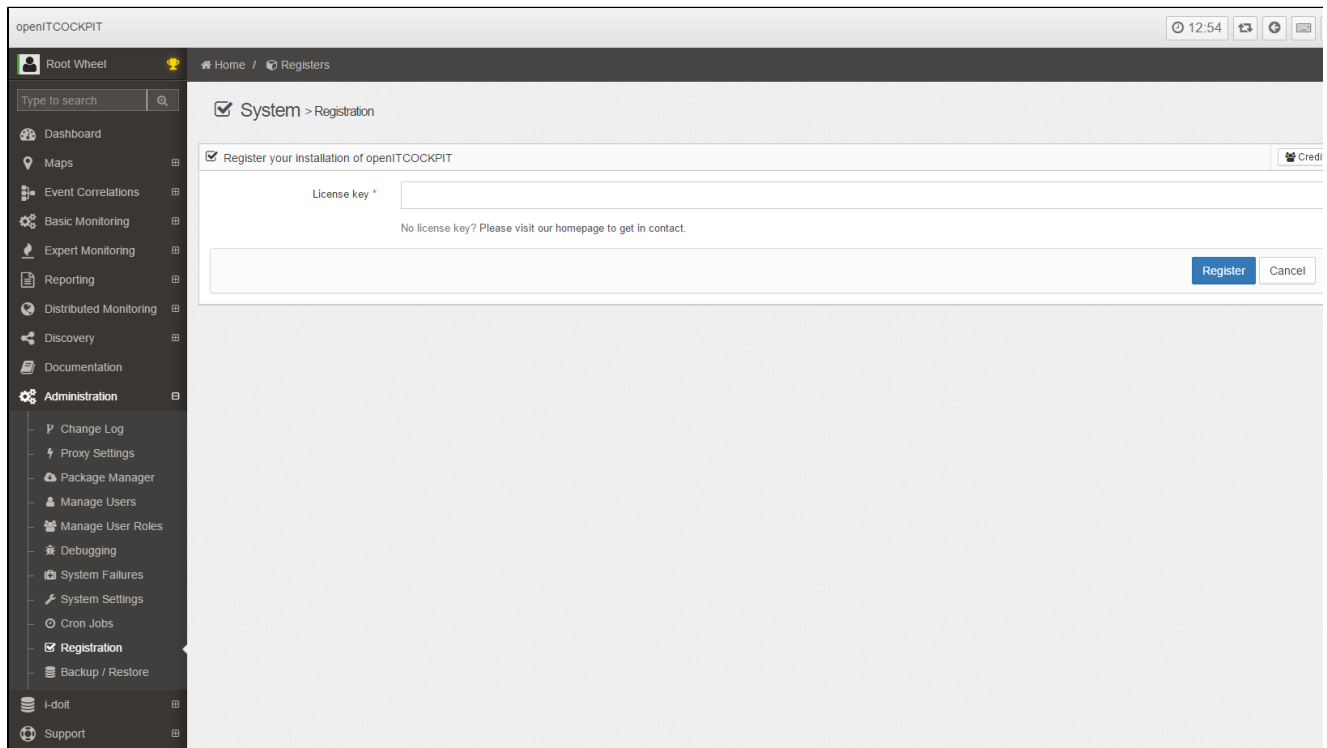 openITCOCKPIT
12:54
Root Wheel
Home / Registers
Type to search
System > Registration
Dashboard
Register your installation of openITCOCKPIT
Maps
License key *
Event Correlations
No license key? Please visit our homepage to get in contact.
Basic Monitoring
Expert Monitoring
Register
Cancel
Reporting
Distributed Monitoring
Discovery
Documentation
Administration
Change Log
Proxy Settings
Package Manager
Manage Users
Manage User Roles
Debugging
System Failures
System Settings
Cron Jobs
Registration
Backup / Restore
i-doit
Support